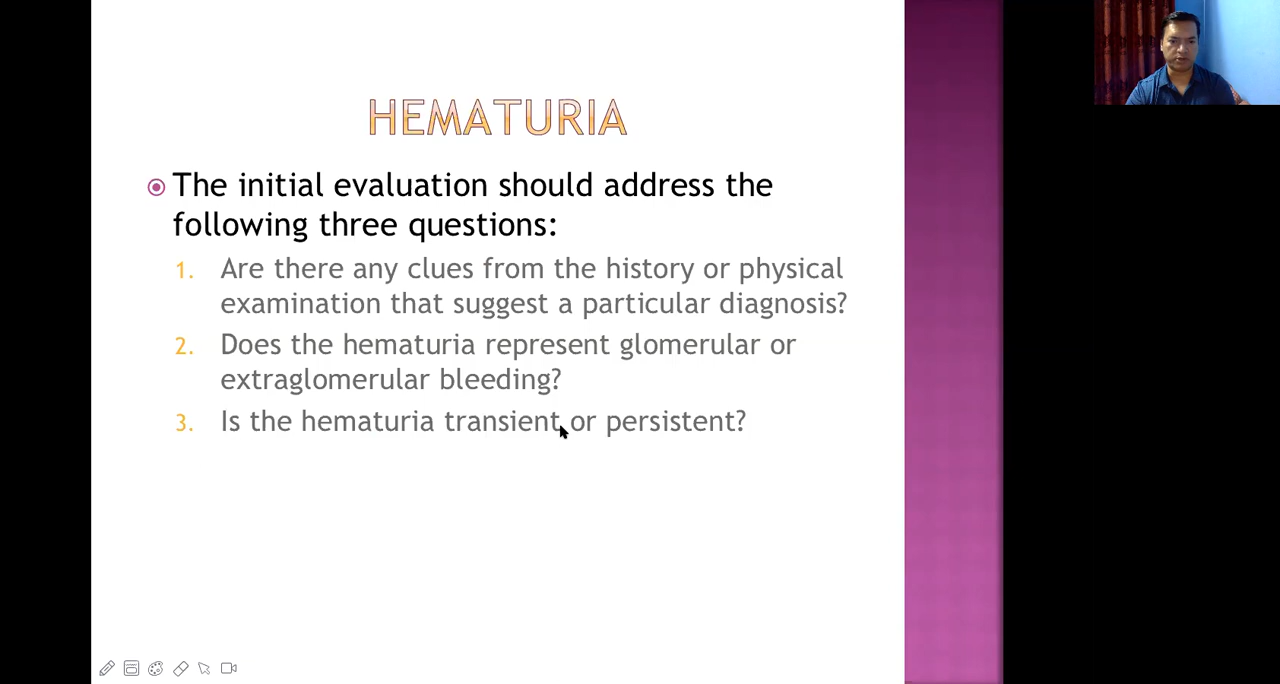 HEMATURIA
The initial evaluation should address the
following three questions:
1. Are there any clues from the history or physical
examination that suggest a particular diagnosis?
2. Does the hematuria represent glomerular or
extraglomerular bleeding?
3. Is the hematuria transient or persistent?